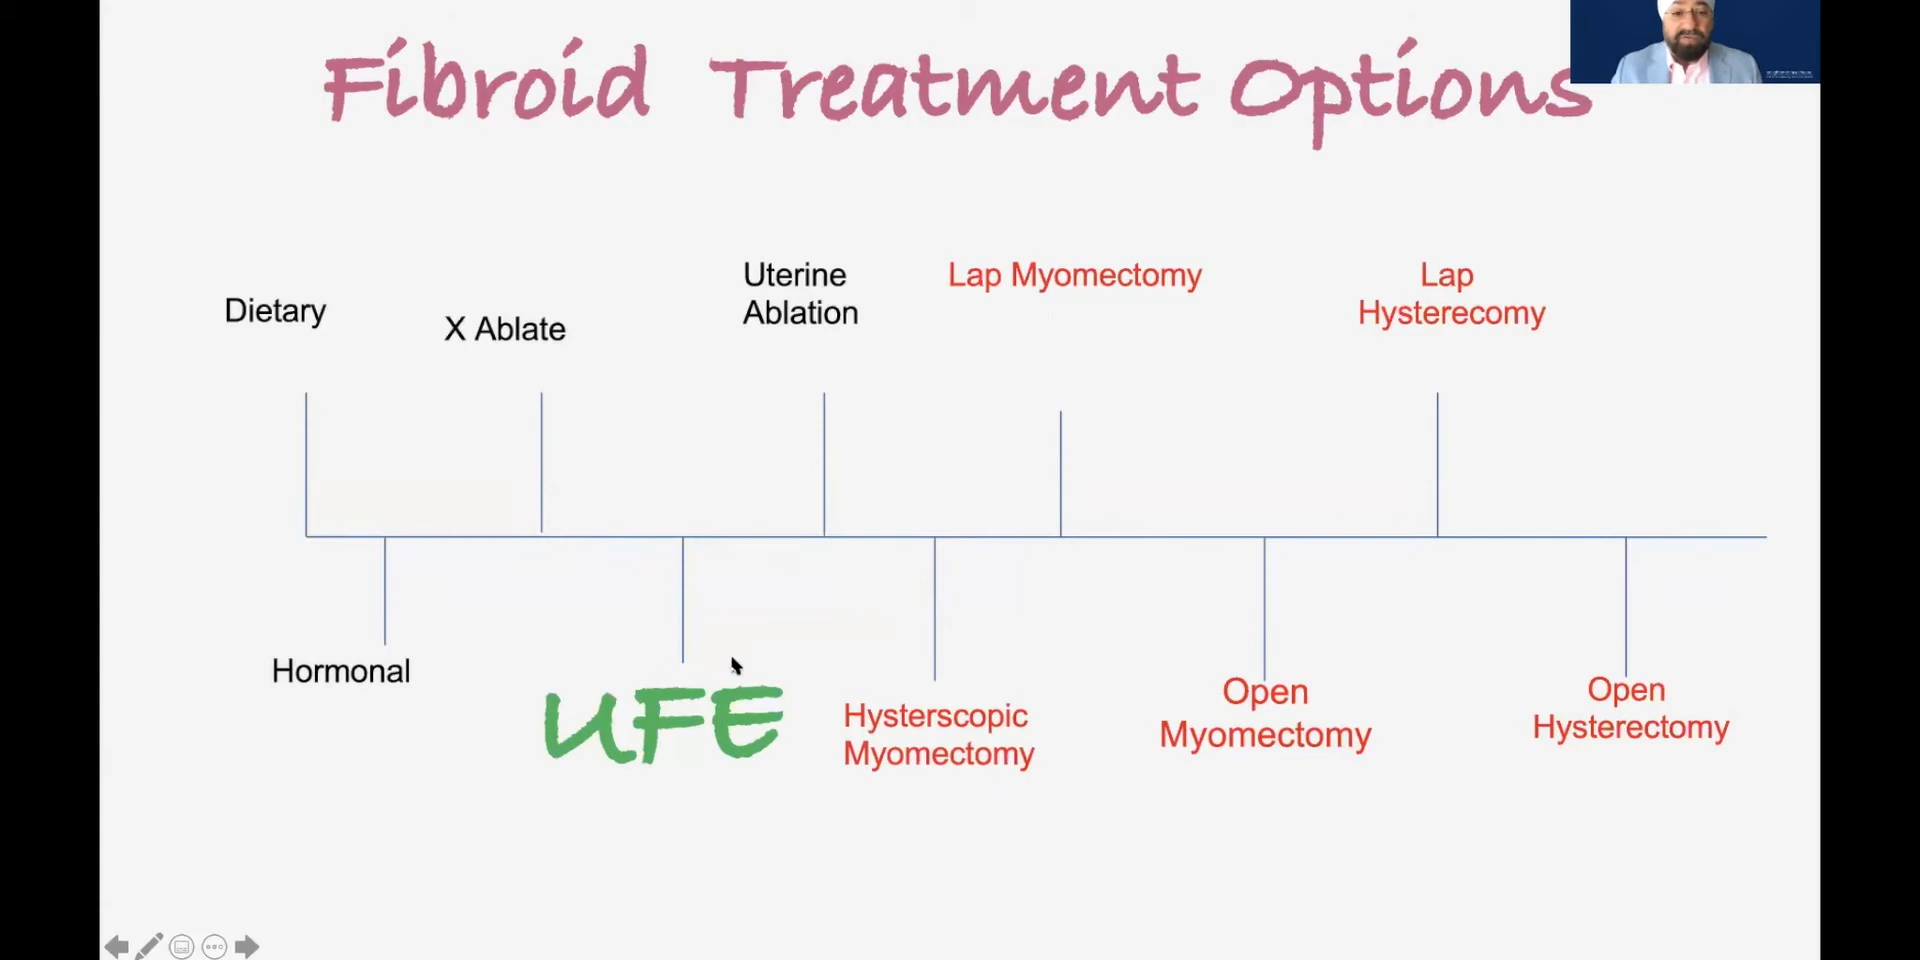 Fibroid Treatment Options
Dietary
X Ablate
Uterine
Ablation
Lap Myomectomy
Lap
Hysterecomy
Hormonal
UFE
Hysterscopic
Myomectomy
Open
Myomectomy
Open
Hysterectomy